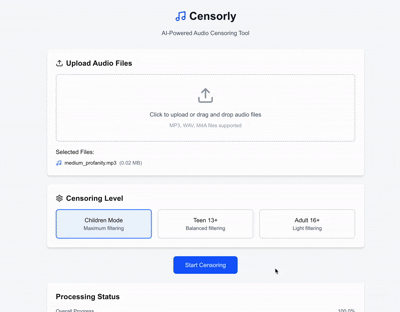 Censorly
AI-Powered Audio Censoring Tool
Upload Audio Files
Click to upload or drag and drop audio files
MP3, WAV, M4A files supported
Selected Files:
medium_profanity.mp3 (0.02 MB)
Censoring Level
Children Mode
Maximum filtering
Teen 13+
Balanced filtering
Adult 16+
Light filtering
Start Censoring
Processing Status
Overall Progress 100.0%